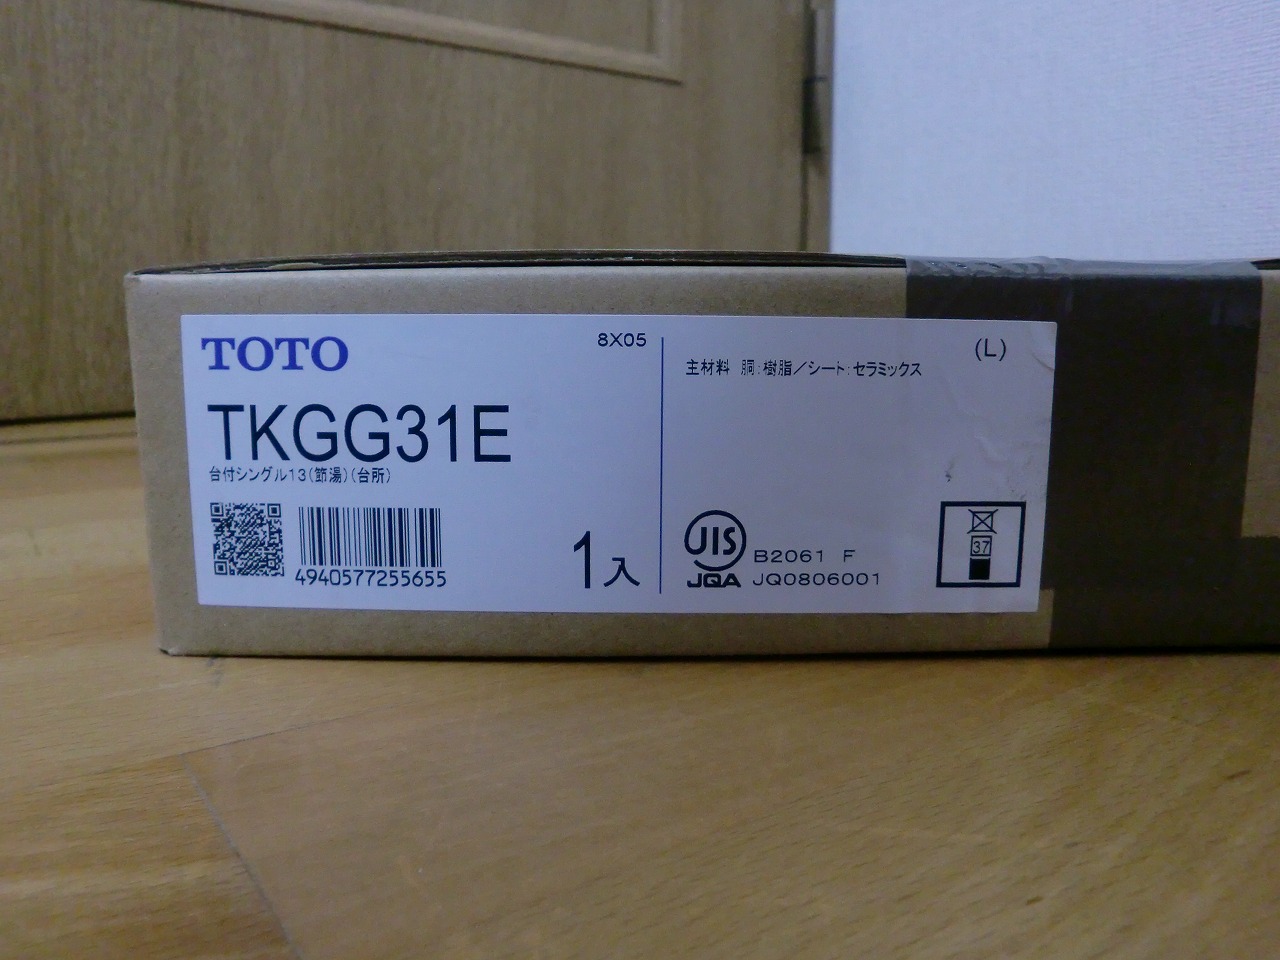 TOTO
8X05
TKGG31E
台付シングル13(節湯)(台所)
4940577255655
1入
主材料 胴:樹脂/シート:セラミックス
(L)
JIS
JQA
B2061 F
JQ0806001
37